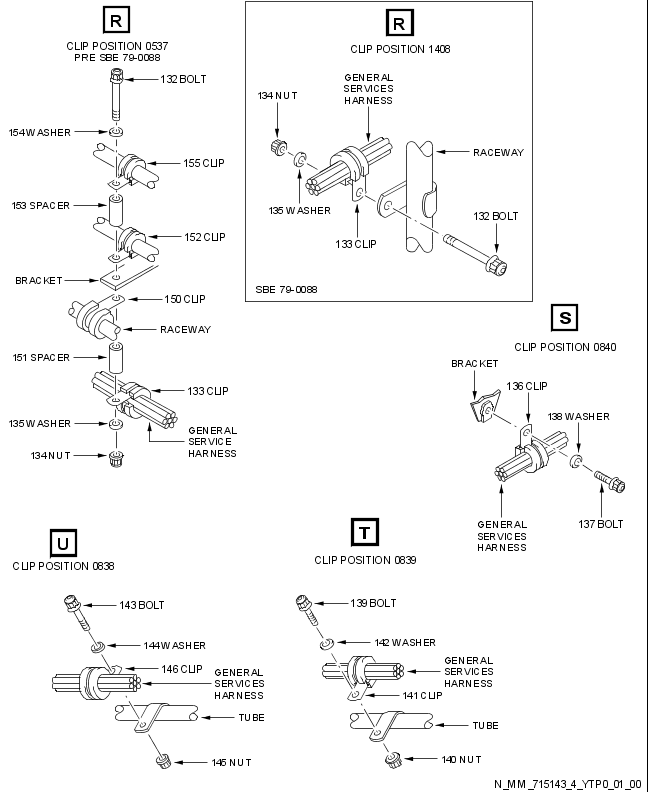 R
CLIP POSITION 0537
PRE SBE 79-0088
132 BOLT
154 WASHER
155 CLIP
153 SPACER
152 CLIP
BRACKET
150 CLIP
RACEWAY
151 SPACER
133 CLIP
135 WASHER
GENERAL
SERVICE
HARNESS
134 NUT
R
CLIP POSITION 1408
GENERAL
SERVICES
HARNESS
134 NUT
RACEWAY
135 WASHER
133 CLIP
132 BOLT
SBE 79-0088
S
CLIP POSITION 0840
BRACKET
136 CLIP
138 WASHER
GENERAL
SERVICES
HARNESS
137 BOLT
U
CLIP POSITION 0838
143 BOLT
144 WASHER
146 CLIP
GENERAL
SERVICES
HARNESS
TUBE
145 NUT
T
CLIP POSITION 0839
139 BOLT
142 WASHER
GENERAL
SERVICES
HARNESS
141 CLIP
TUBE
140 NUT
N_MM_715143_4_YTP0_01_00